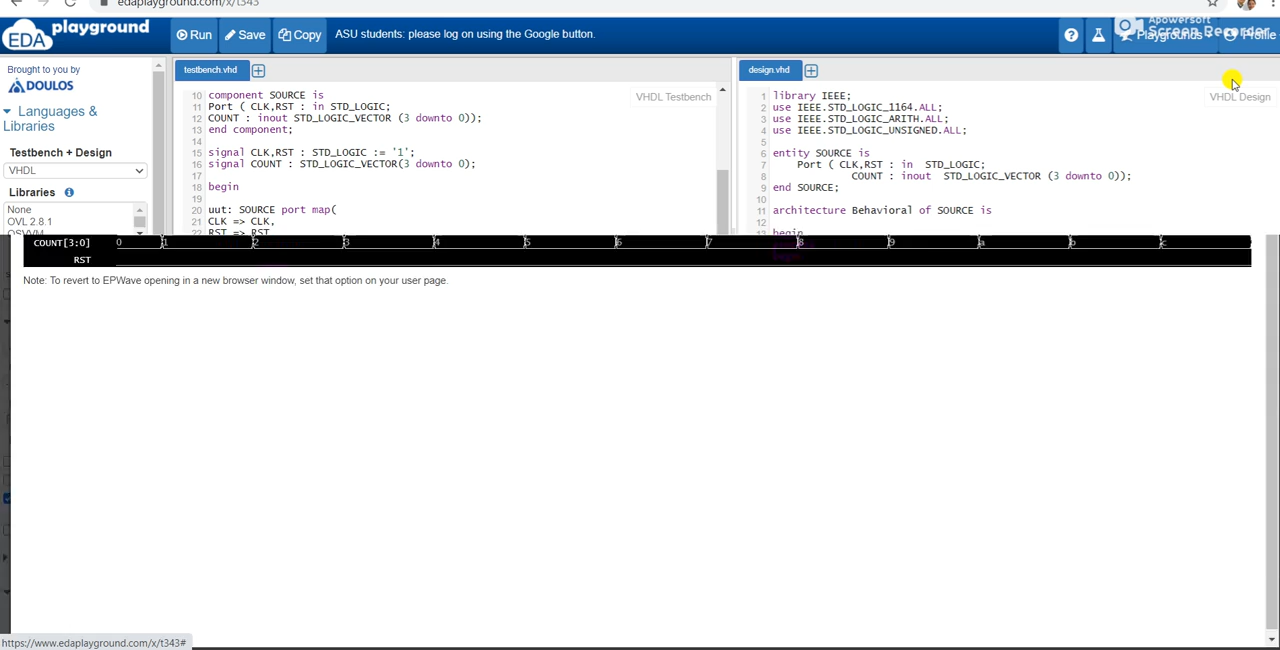 edaplayground.com/x/t343
EDA playground
Run
Save
Copy
ASU students: please log on using the Google button.
Apowersoft
Screen Recorder
Playgrounds
Profile
Brought to you by
DOULOS
Languages &
Libraries
Testbench + Design
VHDL
Libraries
None
OVL 2.8.1
testbench.vhd
VHDL Testbench
10 component SOURCE is
11 Port ( CLK,RST : in STD_LOGIC;
12 COUNT : inout STD_LOGIC_VECTOR (3 downto 0));
13 end component;
14
15 signal CLK,RST : STD_LOGIC := '1';
16 signal COUNT : STD_LOGIC_VECTOR(3 downto 0);
17
18 begin
19
20 uut: SOURCE port map(
21 CLK => CLK,
22 RST => RST
design.vhd
VHDL Design
1 library IEEE;
2 use IEEE.STD_LOGIC_1164.ALL;
3 use IEEE.STD_LOGIC_ARITH.ALL;
4 use IEEE.STD_LOGIC_UNSIGNED.ALL;
5
6 entity SOURCE is
7 Port ( CLK,RST : in STD_LOGIC;
8 COUNT : inout STD_LOGIC_VECTOR (3 downto 0));
9 end SOURCE;
10
11 architecture Behavioral of SOURCE is
12
13 begin
COUNT[3:0] 0 1 2 3 4 5 6 7 8 9 a b c
RST
Note: To revert to EPWave opening in a new browser window, set that option on your user page.
https://www.edaplayground.com/x/t343#